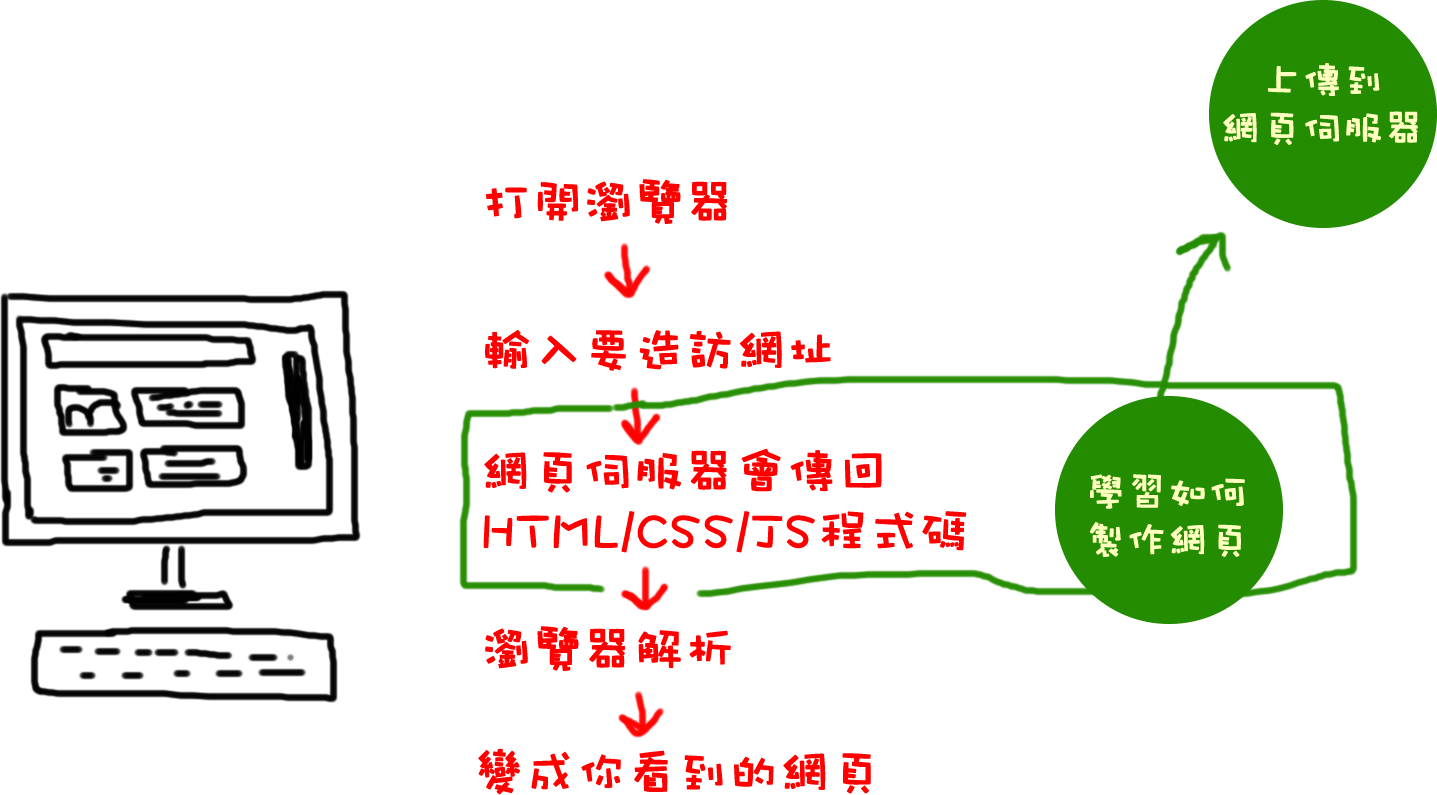 上傳到
網頁伺服器
打開瀏覽器
輸入要造訪網址
網頁伺服器會傳回
HTML/CSS/JS程式碼
學習如何
製作網頁
瀏覽器解析
變成你看到的網頁